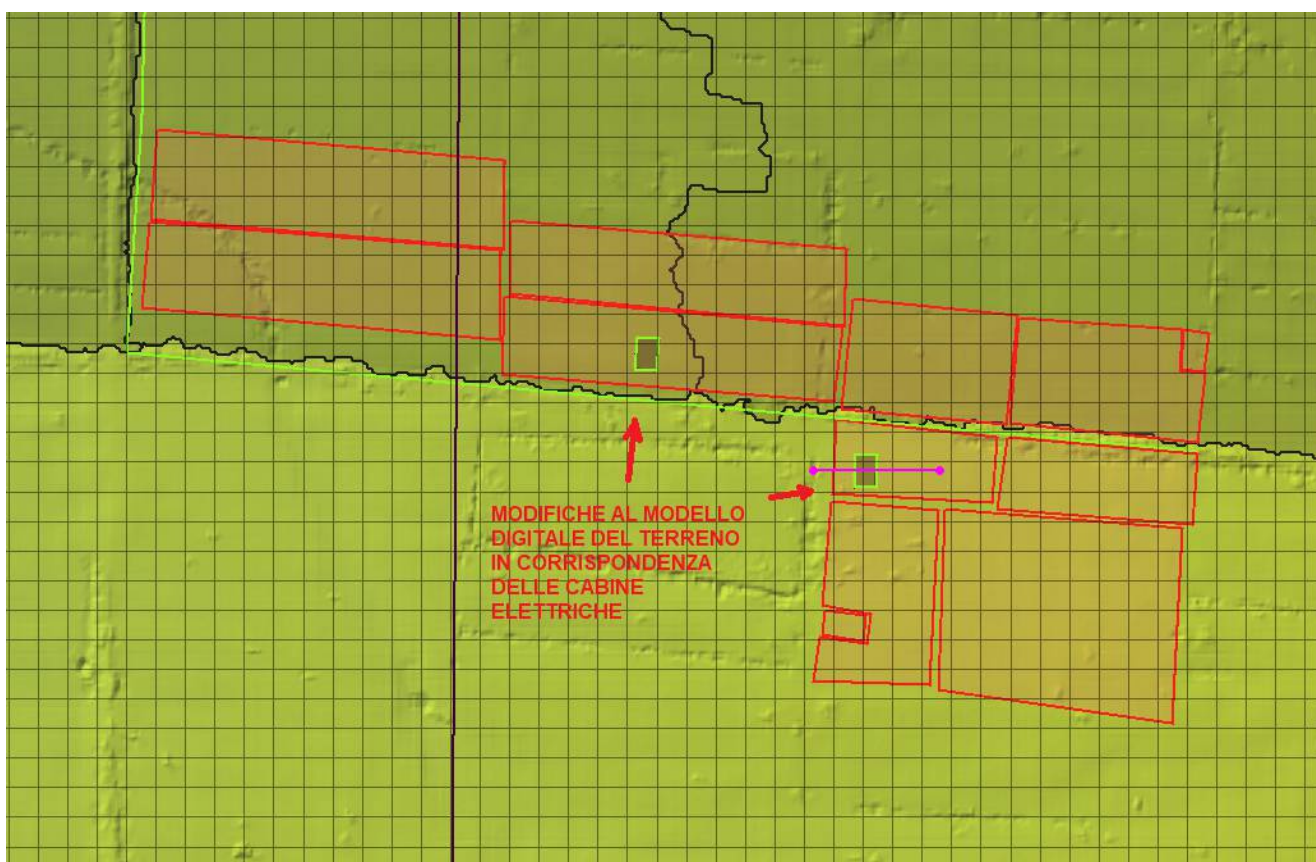 MODIFICHE AL MODELLO
DIGITALE DEL TERRENO
IN CORRISPONDENZA
DELLE CABINE
ELETTRICHE